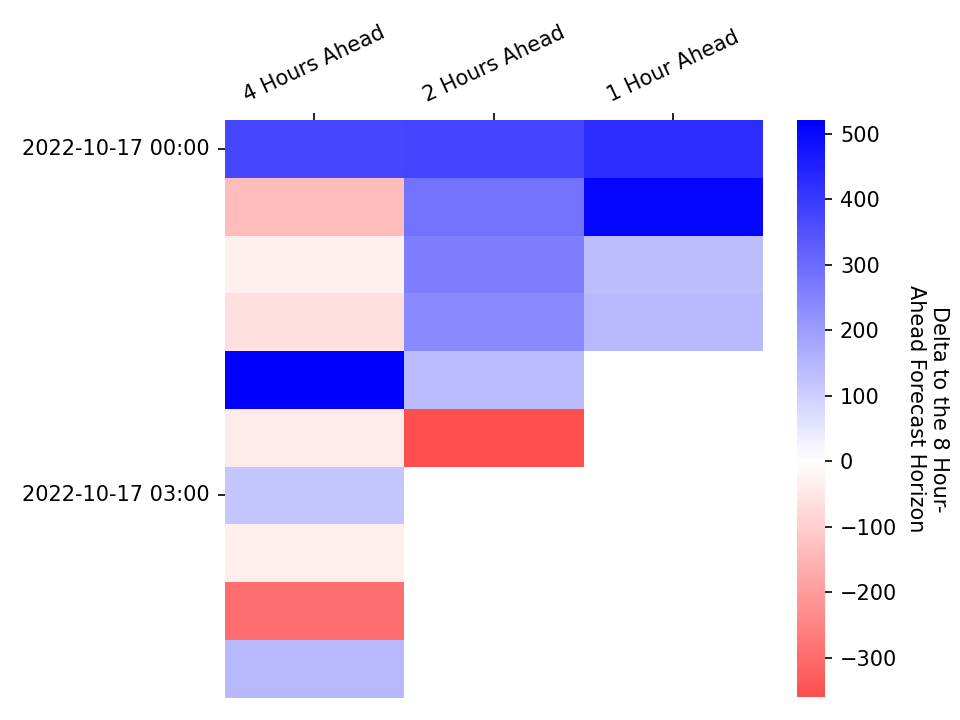 4 Hours Ahead
2 Hours Ahead
1 Hour Ahead
2022-10-17 00:00
2022-10-17 03:00
500
400
300
200
100
0
−100
−200
−300
Delta to the 8 Hour-
Ahead Forecast Horizon